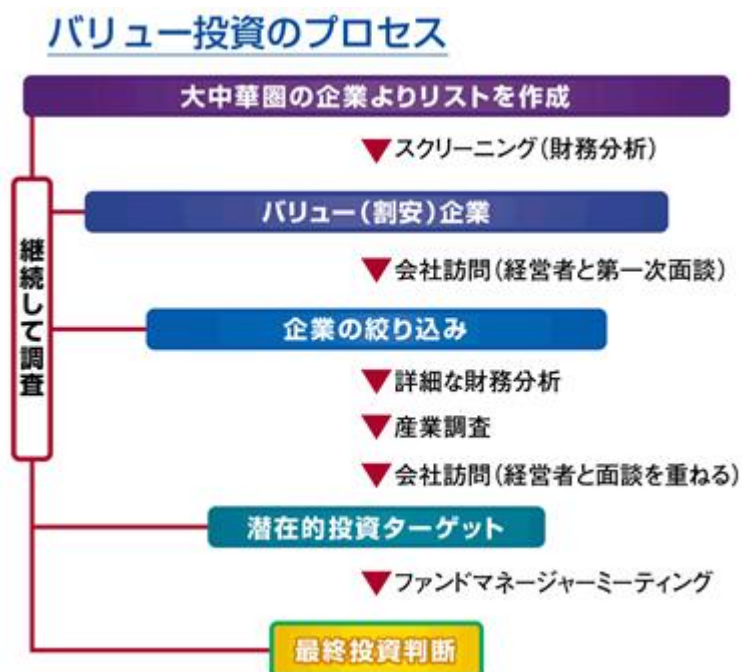 バリュー投資のプロセス
大中華圏の企業よりリストを作成
▼スクリーニング(財務分析)
バリュー(割安)企業
▼会社訪問(経営者と第一次面談)
継続して調査
企業の絞り込み
▼詳細な財務分析
▼産業調査
▼会社訪問(経営者と面談を重ねる)
潜在的投資ターゲット
▼ファンドマネージャーミーティング
最終投資判断